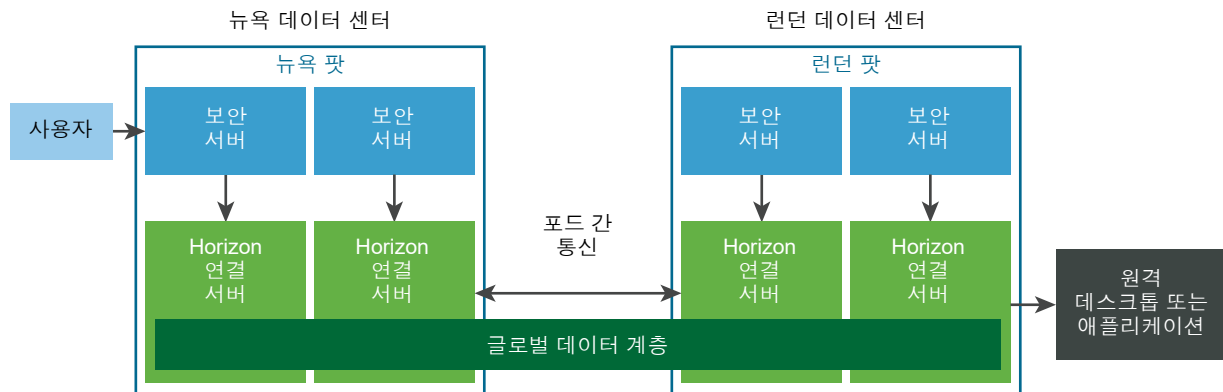 뉴욕 데이터 센터
런던 데이터 센터
뉴욕 팟
런던 팟
사용자
보안
서버
보안
서버
보안
서버
보안
서버
Horizon
연결
서버
Horizon
연결
서버
포드 간
통신
Horizon
연결
서버
Horizon
연결
서버
원격
데스크톱 또는
애플리케이션
글로벌 데이터 계층